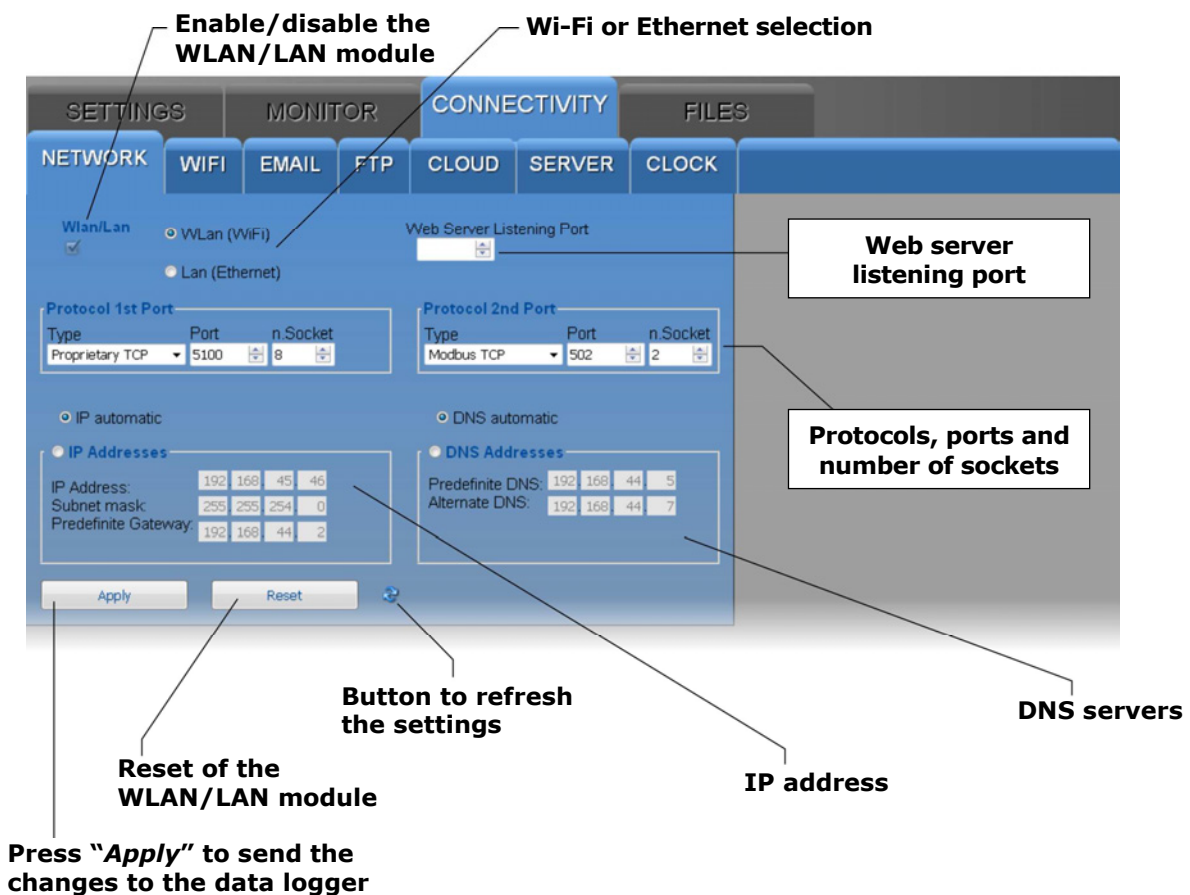 Enable/disable the
WLAN/LAN module
Wi-Fi or Ethernet selection
SETTINGS MONITOR CONNECTIVITY FILES
NETWORK WIFI EMAIL FTP CLOUD SERVER CLOCK
Wlan/Lan
WLan (WiFi)
Lan (Ethernet)
Web Server Listening Port
Web server
listening port
Protocol 1st Port
Type Port n.Socket
Proprietary TCP 5100 8
Protocol 2nd Port
Type Port n.Socket
Modbus TCP 502 2
Protocols, ports and
number of sockets
IP automatic
DNS automatic
IP Addresses
IP Address: 192. 168. 45. 46
Subnet mask: 255. 255. 254. 0
Predefinite Gateway: 192. 168. 44. 2
DNS Addresses
Predefinite DNS: 192. 168. 44. 5
Alternate DNS: 192. 168. 44. 7
Apply Reset
Button to refresh
the settings
DNS servers
Reset of the
WLAN/LAN module
IP address
Press “Apply” to send the
changes to the data logger